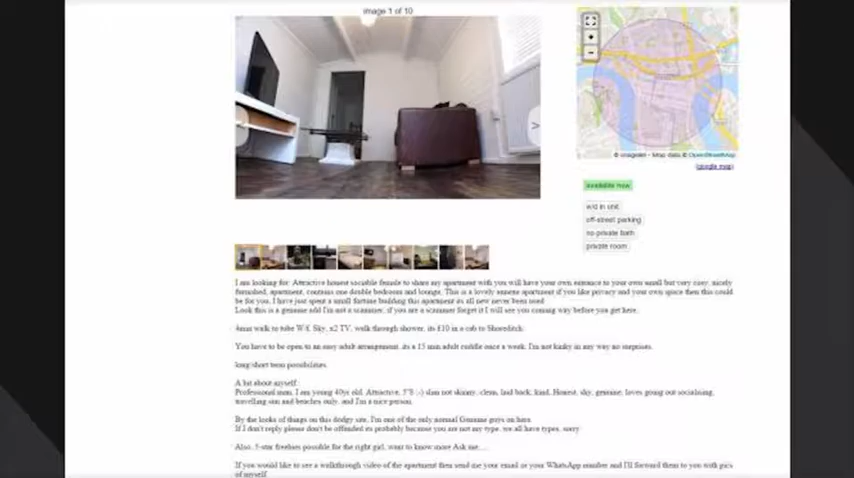 image 1 of 10
© craigslist - Map data © OpenStreetMap
(google map)
available now
w/d in unit
off-street parking
no private bath
private room
I am looking for: Attractive honest sociable female to share my apartment with you will have your own entrance to your own small but very cosy, nicely
furnished, apartment, contains one double bedroom and lounge. This is a lovely annexe apartment if you like privacy and your own space then this could
be for you. I have just spent a small fortune building this apartment its all new never been used
Look this is a genuine add I'm not a scammer, if you are a scammer forget it I will see you coming way before you get here.
4min walk to tube Wifi, Sky, x2 TV, walk through shower, its £10 in a cab to Shoreditch.
You have to be open to an easy adult arrangement, its a 15 min adult cuddle once a week. I'm not kinky in any way no surprises.
long/short term possibilities.
A bit about myself:
Professional man, I am young 40yr old, Attractive, 5"8 :-) slim not skinny, clean, laid back, kind, Honest, shy, genuine, loves going out socialising,
travelling sun and beaches only, and I'm a nice person.
By the looks of things on this dodgy site, I'm one of the only normal Genuine guys on here.
If I don't reply please don't be offended its probably because you are not my type, we all have types, sorry
Also, 5-star freebies possible for the right girl, want to know more Ask me....
If you would like to see a walkthrough video of the apartment then send me your email or your WhatsApp number and I'll forward them to you with pics
of myself